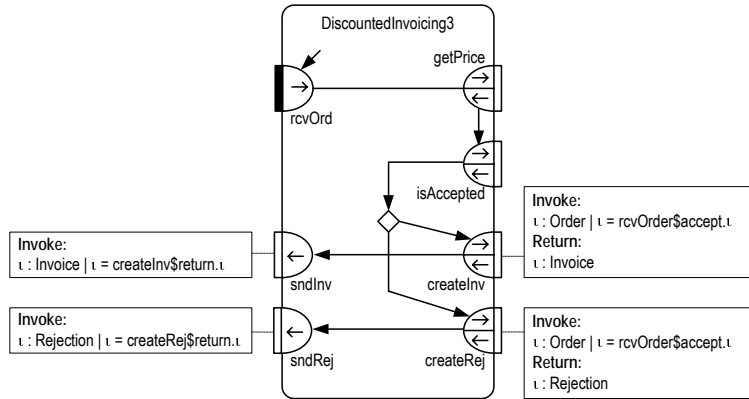 DiscountedInvoicing3
getPrice
rcvOrd
isAccepted
Invoke:
ι : Order | ι = rcvOrder$accept.ι
Return:
ι : Invoice
Invoke:
ι : Invoice | ι = createInv$return.ι
sndInv
createInv
Invoke:
ι : Rejection | ι = createRej$return.ι
sndRej
createRej
Invoke:
ι : Order | ι = rcvOrder$accept.ι
Return:
ι : Rejection